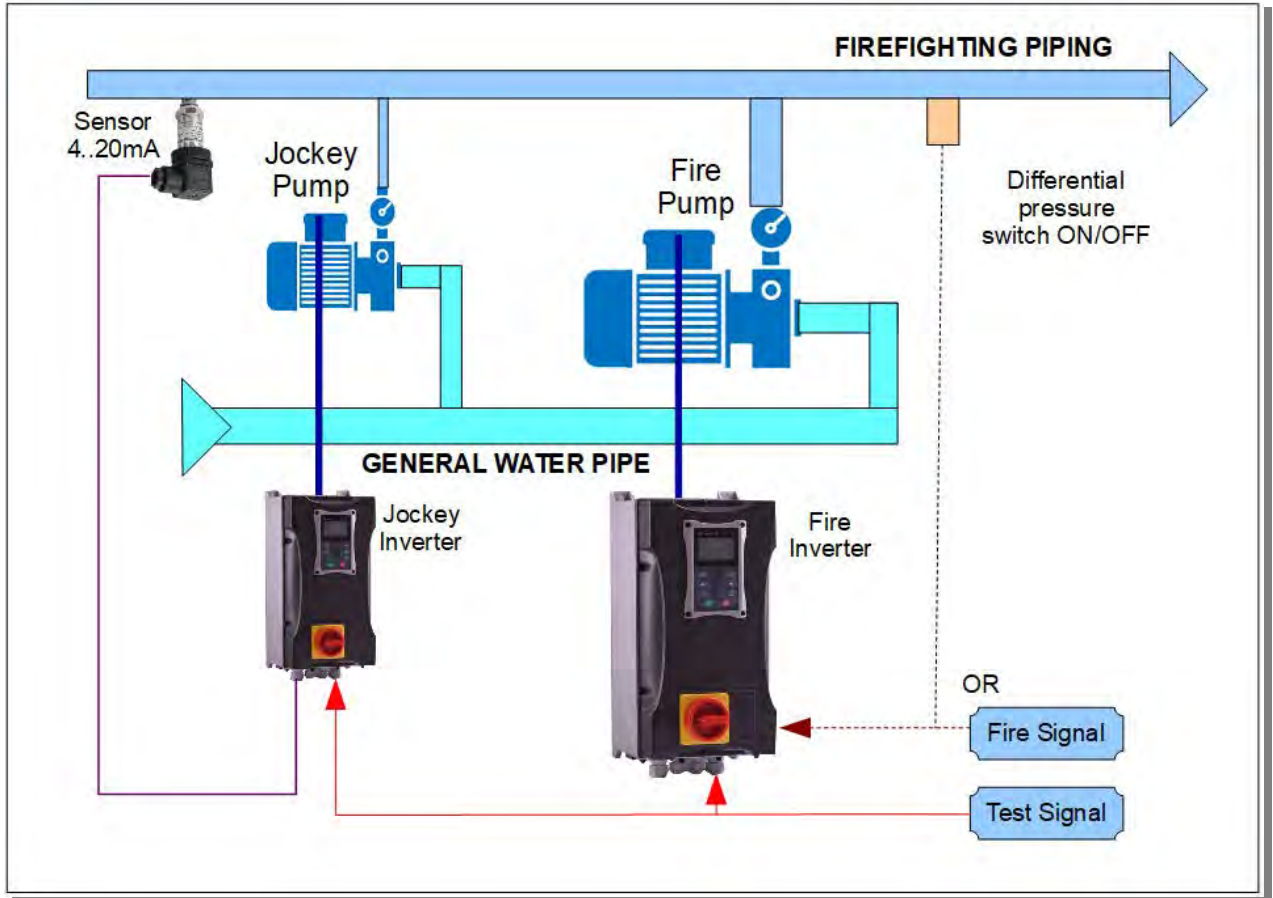 FIREFIGHTING PIPING
Sensor
4..20mA
Jockey
Pump
Fire
Pump
Differential
pressure
switch ON/OFF
GENERAL WATER PIPE
Jockey
Inverter
Fire
Inverter
OR
Fire Signal
Test Signal